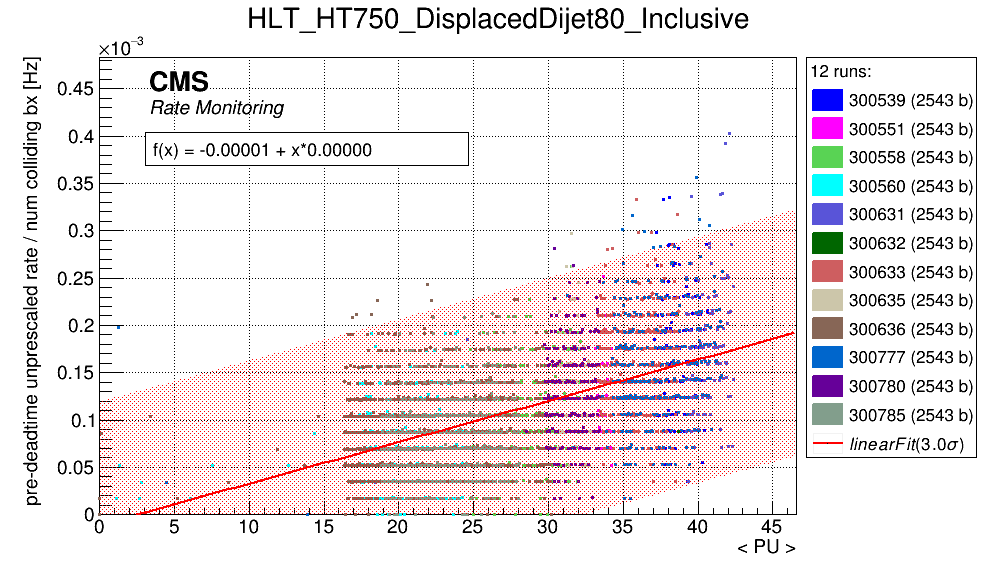 HLT_HT750_DisplacedDijet80_Inclusive
×10⁻³
pre-deadtime unprescaled rate / num colliding bx [Hz]
0.45
0.4
0.35
0.3
0.25
0.2
0.15
0.1
0.05
0
CMS
Rate Monitoring
f(x) = -0.00001 + x*0.00000
0 5 10 15 20 25 30 35 40 45
< PU >
12 runs:
300539 (2543 b)
300551 (2543 b)
300558 (2543 b)
300560 (2543 b)
300631 (2543 b)
300632 (2543 b)
300633 (2543 b)
300635 (2543 b)
300636 (2543 b)
300777 (2543 b)
300780 (2543 b)
300785 (2543 b)
linearFit(3.0σ)